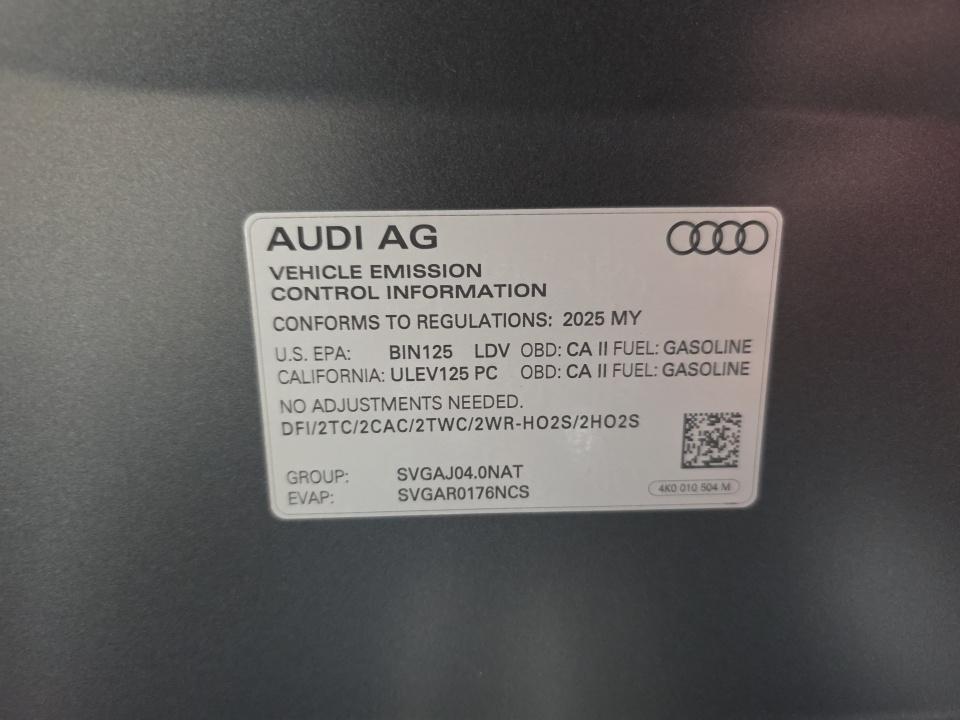 AUDI AG
VEHICLE EMISSION
CONTROL INFORMATION
CONFORMS TO REGULATIONS: 2025 MY
U.S. EPA: BIN125 LDV OBD: CA II FUEL: GASOLINE
CALIFORNIA: ULEV125 PC OBD: CA II FUEL: GASOLINE
NO ADJUSTMENTS NEEDED.
DFI/2TC/2CAC/2TWC/2WR-HO2S/2HO2S
GROUP: SVGAJ04.0NAT
EVAP: SVGAR0176NCS
4K0 010 504 M